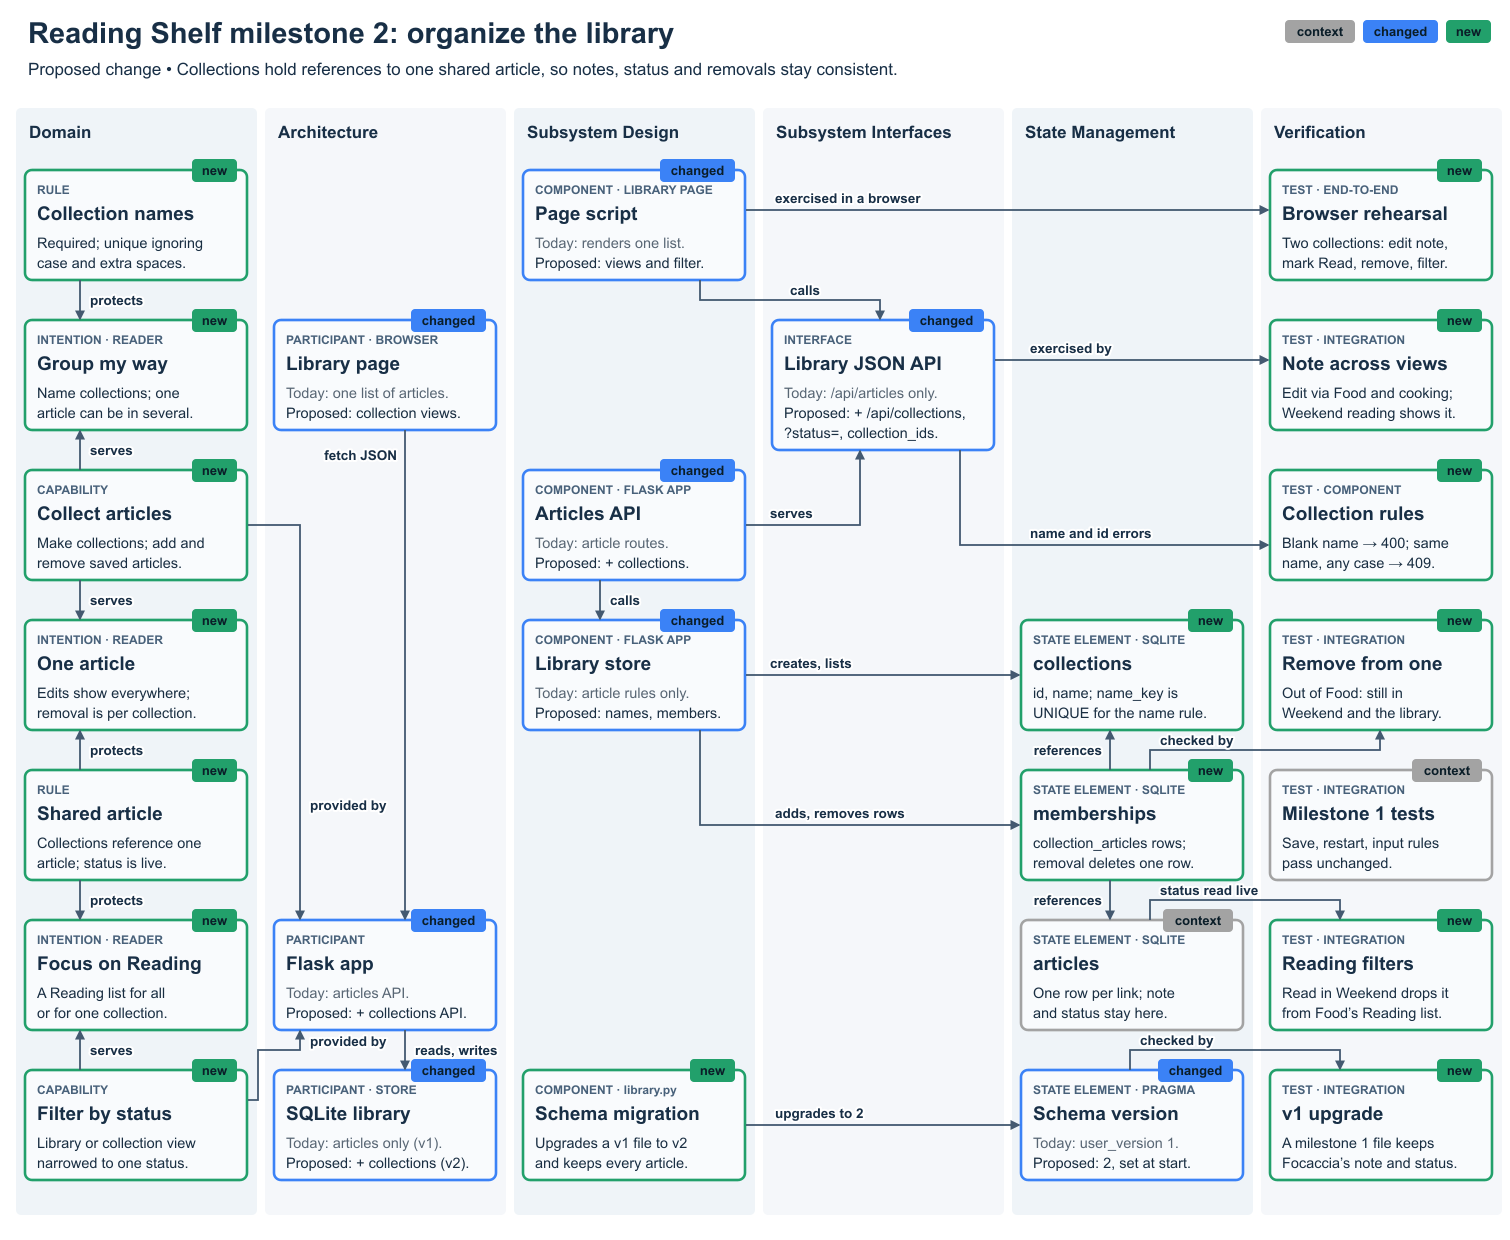 Reading Shelf milestone 2: organize the library
context
changed
new
Proposed change • Collections hold references to one shared article, so notes, status and removals stay consistent.
Domain
new
RULE
Collection names
Required; unique ignoring
case and extra spaces.
protects
new
INTENTION · READER
Group my way
Name collections; one
article can be in several.
serves
new
CAPABILITY
Collect articles
Make collections; add and
remove saved articles.
serves
new
INTENTION · READER
One article
Edits show everywhere;
removal is per collection.
protects
new
RULE
Shared article
Collections reference one
article; status is live.
protects
new
INTENTION · READER
Focus on Reading
A Reading list for all
or for one collection.
serves
new
CAPABILITY
Filter by status
Library or collection view
narrowed to one status.
Architecture
changed
PARTICIPANT · BROWSER
Library page
Today: one list of articles.
Proposed: collection views.
fetch JSON
provided by
changed
PARTICIPANT
Flask app
Today: articles API.
Proposed: + collections API.
provided by
reads, writes
changed
PARTICIPANT · STORE
SQLite library
Today: articles only (v1).
Proposed: + collections (v2).
Subsystem Design
changed
COMPONENT · LIBRARY PAGE
Page script
Today: renders one list.
Proposed: views and filter.
changed
COMPONENT · FLASK APP
Articles API
Today: article routes.
Proposed: + collections.
calls
changed
COMPONENT · FLASK APP
Library store
Today: article rules only.
Proposed: names, members.
new
COMPONENT · library.py
Schema migration
Upgrades a v1 file to v2
and keeps every article.
Subsystem Interfaces
exercised in a browser
calls
changed
INTERFACE
Library JSON API
Today: /api/articles only.
Proposed: + /api/collections,
?status=, collection_ids.
serves
creates, lists
adds, removes rows
upgrades to 2
State Management
exercised by
name and id errors
new
STATE ELEMENT · SQLITE
collections
id, name; name_key is
UNIQUE for the name rule.
references
checked by
new
STATE ELEMENT · SQLITE
memberships
collection_articles rows;
removal deletes one row.
references
status read live
context
STATE ELEMENT · SQLITE
articles
One row per link; note
and status stay here.
checked by
changed
STATE ELEMENT · PRAGMA
Schema version
Today: user_version 1.
Proposed: 2, set at start.
Verification
new
TEST · END-TO-END
Browser rehearsal
Two collections: edit note,
mark Read, remove, filter.
new
TEST · INTEGRATION
Note across views
Edit via Food and cooking;
Weekend reading shows it.
new
TEST · COMPONENT
Collection rules
Blank name → 400; same
name, any case → 409.
new
TEST · INTEGRATION
Remove from one
Out of Food: still in
Weekend and the library.
context
TEST · INTEGRATION
Milestone 1 tests
Save, restart, input rules
pass unchanged.
new
TEST · INTEGRATION
Reading filters
Read in Weekend drops it
from Food’s Reading list.
new
TEST · INTEGRATION
v1 upgrade
A milestone 1 file keeps
Focaccia’s note and status.